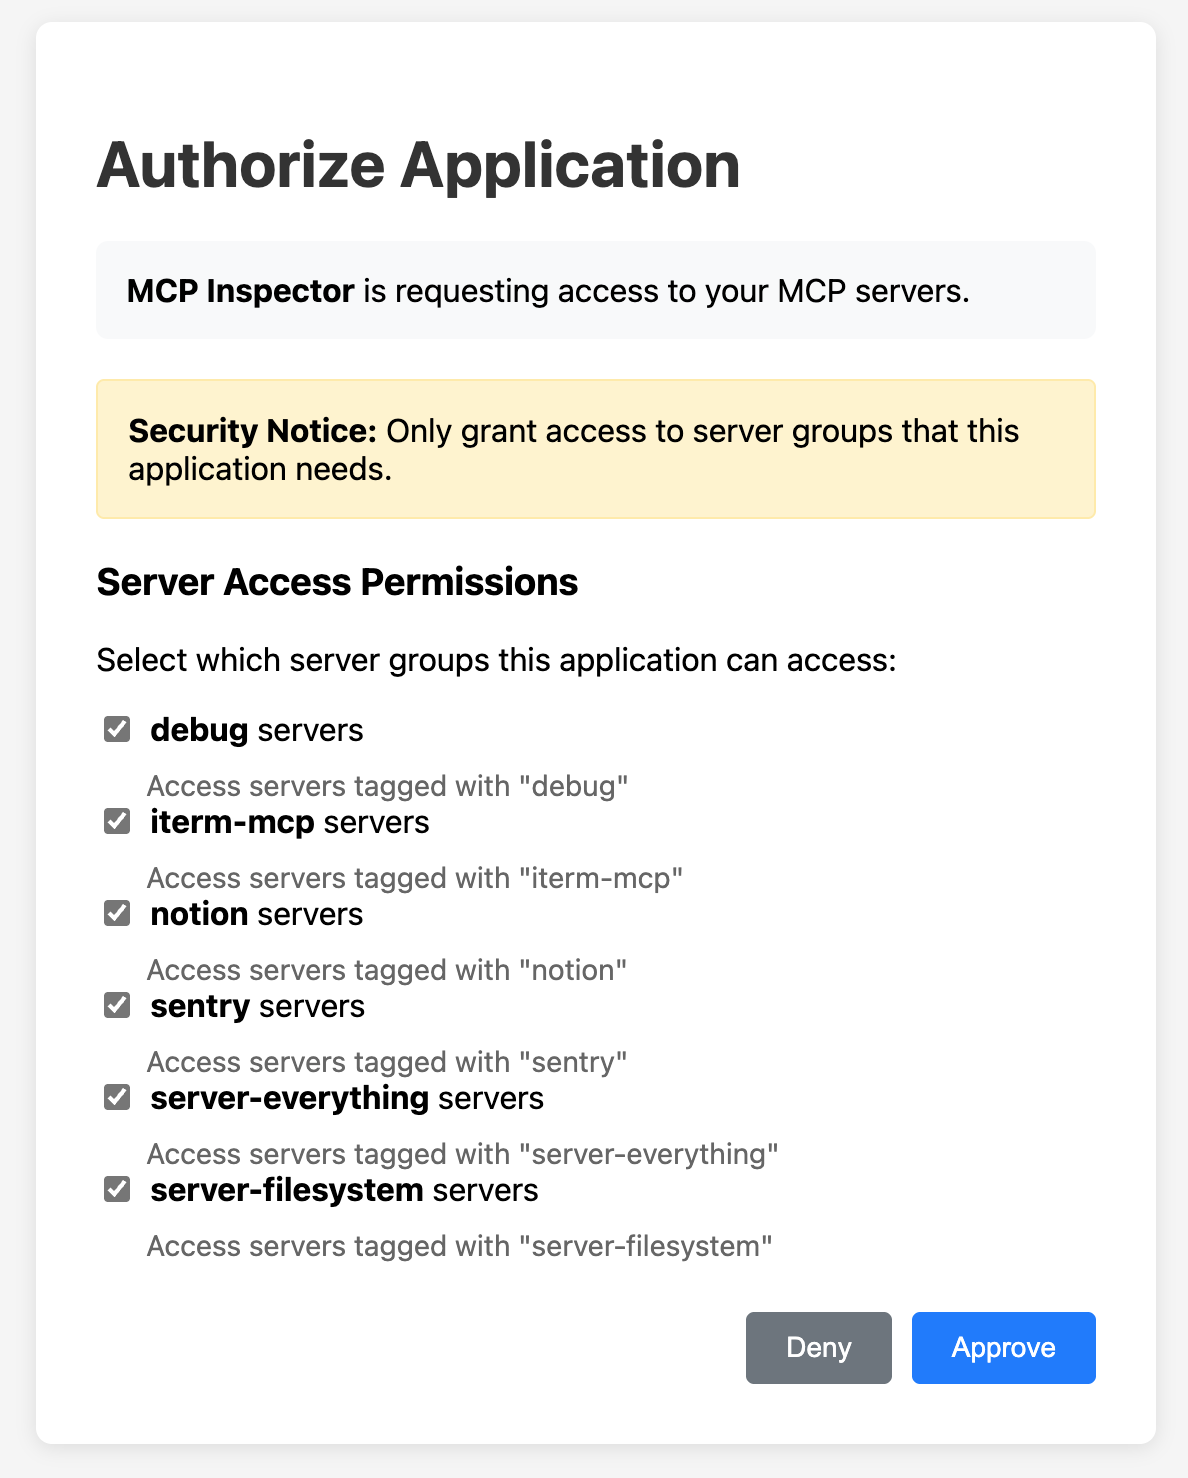 Authorize Application
MCP Inspector is requesting access to your MCP servers.
Security Notice: Only grant access to server groups that this
application needs.
Server Access Permissions
Select which server groups this application can access:
debug servers
Access servers tagged with "debug"
iterm-mcp servers
Access servers tagged with "iterm-mcp"
notion servers
Access servers tagged with "notion"
sentry servers
Access servers tagged with "sentry"
server-everything servers
Access servers tagged with "server-everything"
server-filesystem servers
Access servers tagged with "server-filesystem"
Deny Approve